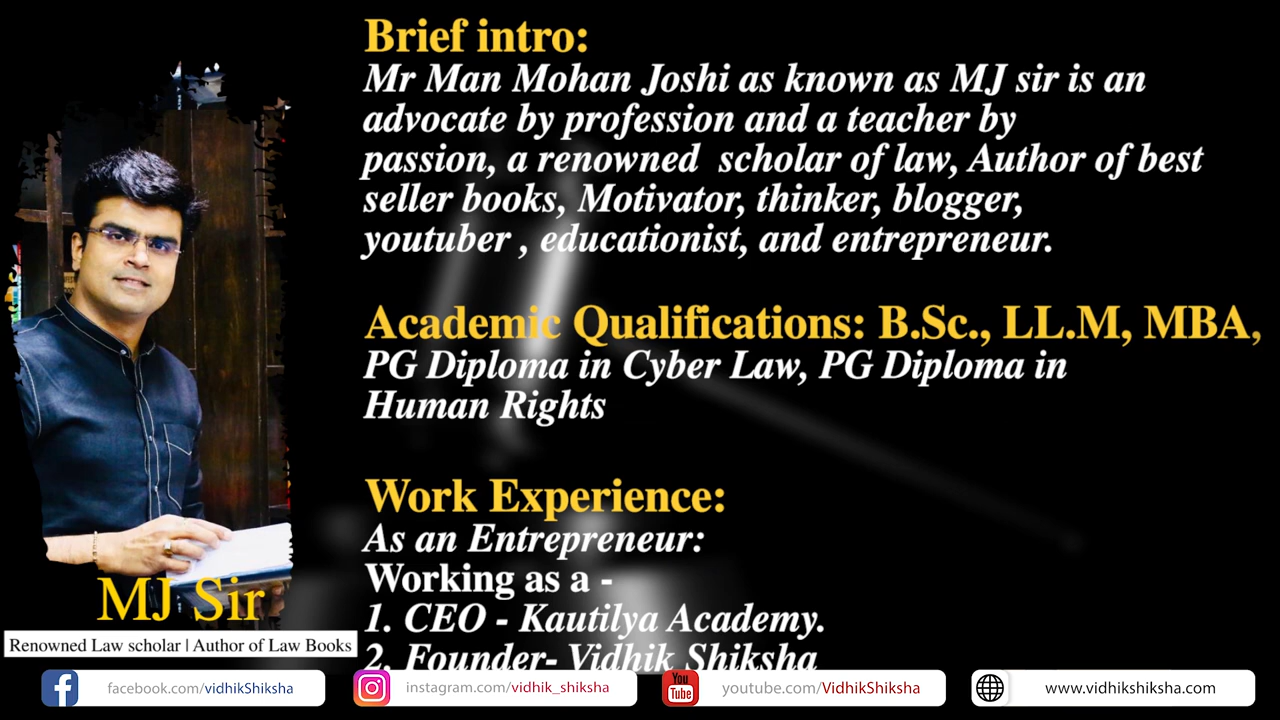 Brief intro:
Mr Man Mohan Joshi as known as MJ sir is an
advocate by profession and a teacher by
passion, a renowned scholar of law, Author of best
seller books, Motivator, thinker, blogger,
youtuber , educationist, and entrepreneur.
Academic Qualifications: B.Sc., LL.M, MBA,
PG Diploma in Cyber Law, PG Diploma in
Human Rights
Work Experience:
As an Entrepreneur:
Working as a -
1. CEO - Kautilya Academy.
2. Founder- Vidhik Shiksha
MJ Sir
Renowned Law scholar | Author of Law Books
facebook.com/vidhikShiksha
instagram.com/vidhik_shiksha
You
Tube
youtube.com/VidhikShiksha
www.vidhikshiksha.com